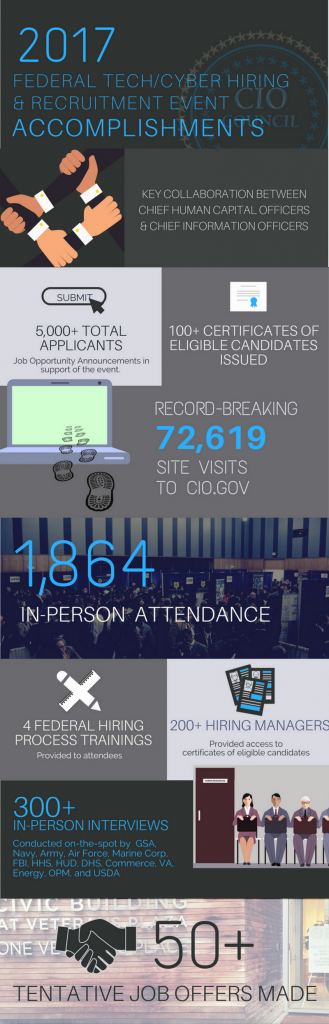 2017
FEDERAL TECH/CYBER HIRING
& RECRUITMENT EVENT
ACCOMPLISHMENTS
CIO
COUNCIL
KEY COLLABORATION BETWEEN
CHIEF HUMAN CAPITAL OFFICERS
& CHIEF INFORMATION OFFICERS
SUBMIT
5,000+ TOTAL
APPLICANTS
Job Opportunity Announcements in
support of the event.
100+ CERTIFICATES OF
ELIGIBLE CANDIDATES
ISSUED
RECORD-BREAKING
72,619
SITE VISITS
TO CIO.GOV
1,864
IN-PERSON ATTENDANCE
4 FEDERAL HIRING
PROCESS TRAININGS
Provided to attendees
200+ HIRING MANAGERS
Provided access to
certificates of eligible candidates
300+
IN-PERSON INTERVIEWS
Conducted on-the-spot by GSA,
Navy, Army, Air Force, Marine Corp,
FBI, HHS, HUD, DHS, Commerce, VA,
Energy, OPM, and USDA
CIVIC BUILDING
AT VETER
ONE VE
50+
TENTATIVE JOB OFFERS MADE